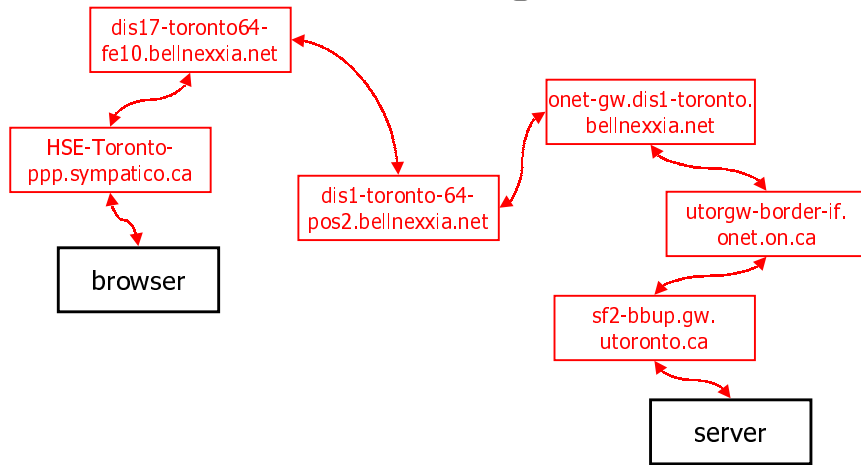 dis17-toronto64-
fe10.bellnexxia.net
HSE-Toronto-
ppp.sympatico.ca
browser
dis1-toronto-64-
pos2.bellnexxia.net
onet-gw.dis1-toronto.
bellnexxia.net
utorgw-border-if.
onet.on.ca
sf2-bbup.gw.
utoronto.ca
server